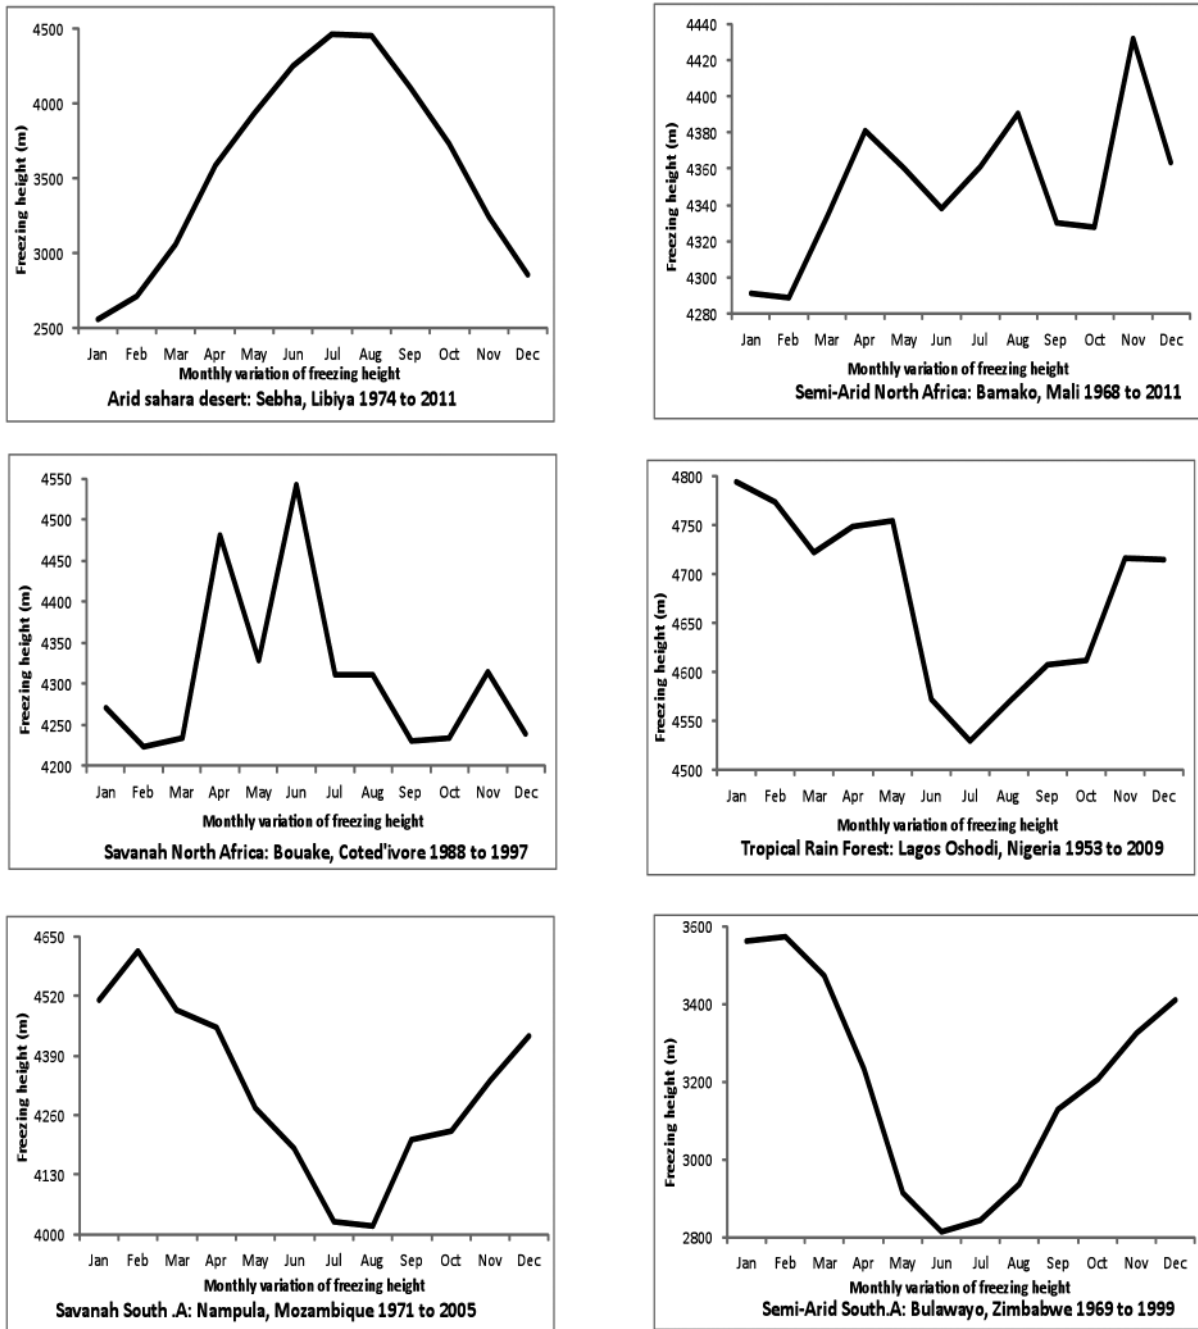 Freezing height (m)
4500
4000
3500
3000
2500
Jan Feb Mar Apr May Jun Jul Aug Sep Oct Nov Dec
Monthly variation of freezing height
Arid sahara desert: Sebha, Libiya 1974 to 2011
Freezing height (m)
4440
4420
4400
4380
4360
4340
4320
4300
4280
Jan Feb Mar Apr May Jun Jul Aug Sep Oct Nov Dec
Monthly variation of freezing height
Semi-Arid North Africa: Bamako, Mali 1968 to 2011
Freezing height (m)
4550
4500
4450
4400
4350
4300
4250
4200
Jan Feb Mar Apr May Jun Jul Aug Sep Oct Nov Dec
Monthly variation of freezing height
Savanah North Africa: Bouake, Coted'ivore 1988 to 1997
Freezing height (m)
4800
4750
4700
4650
4600
4550
4500
Jan Feb Mar Apr May Jun Jul Aug Sep Oct Nov Dec
Monthly variation of freezing height
Tropical Rain Forest: Lagos Oshodi, Nigeria 1953 to 2009
Freezing height (m)
4650
4520
4390
4260
4130
4000
Jan Feb Mar Apr May Jun Jul Aug Sep Oct Nov Dec
Monthly variation of freezing height
Savanah South .A: Nampula, Mozambique 1971 to 2005
Freezing height (m)
3600
3400
3200
3000
2800
Jan Feb Mar Apr May Jun Jul Aug Sep Oct Nov Dec
Monthly variation of freezing height
Semi-Arid South.A: Bulawayo, Zimbabwe 1969 to 1999